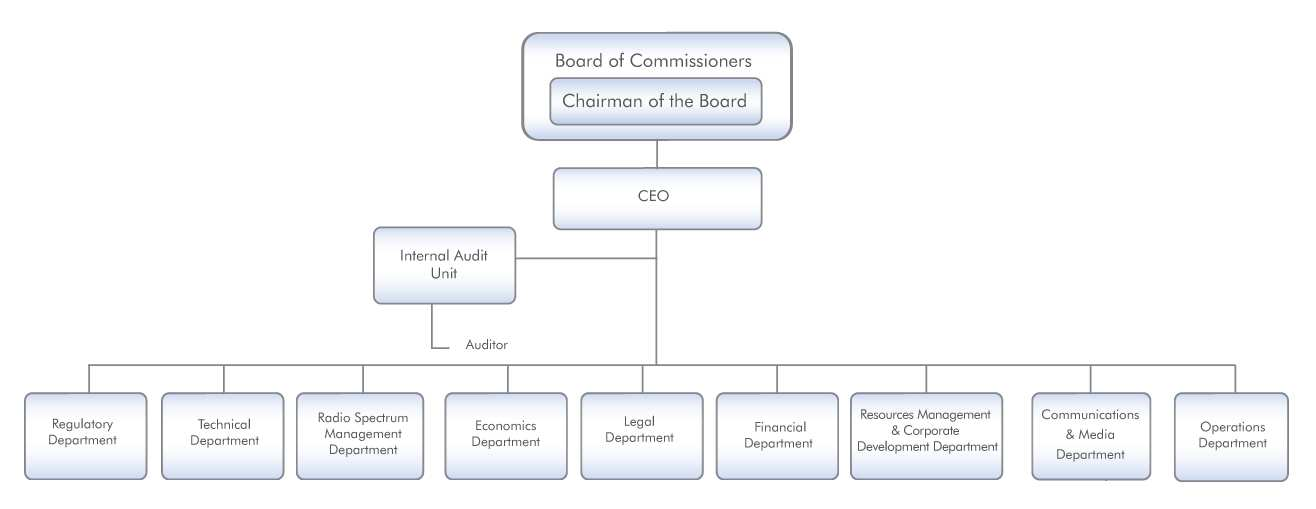 Board of Commissioners
Chairman of the Board
CEO
Internal Audit
Unit
Auditor
Regulatory
Department
Technical
Department
Radio Spectrum
Management
Department
Economics
Department
Legal
Department
Financial
Department
Resources Management
& Corporate
Development Department
Communications
& Media
Department
Operations
Department